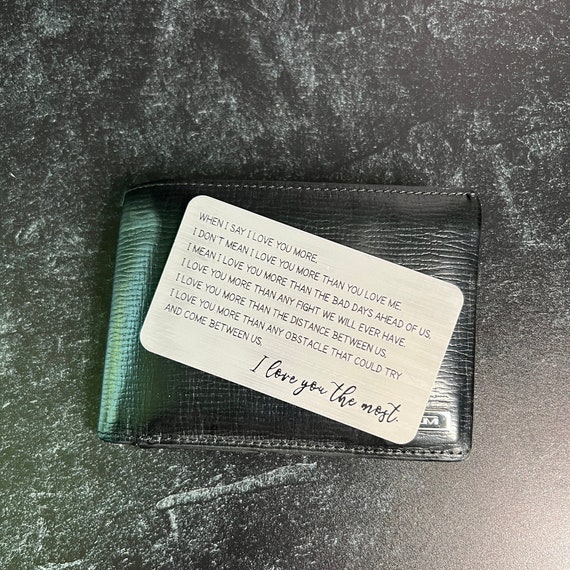 WHEN I SAY I LOVE YOU MORE.
I DON'T MEAN I LOVE YOU MORE THAN YOU LOVE ME.
I MEAN I LOVE YOU MORE THAN THE BAD DAYS AHEAD OF US.
I LOVE YOU MORE THAN ANY FIGHT WE WILL EVER HAVE.
I LOVE YOU MORE THAN THE DISTANCE BETWEEN US.
I LOVE YOU MORE THAN ANY OBSTACLE THAT COULD TRY
AND COME BETWEEN US.
I love you the most.